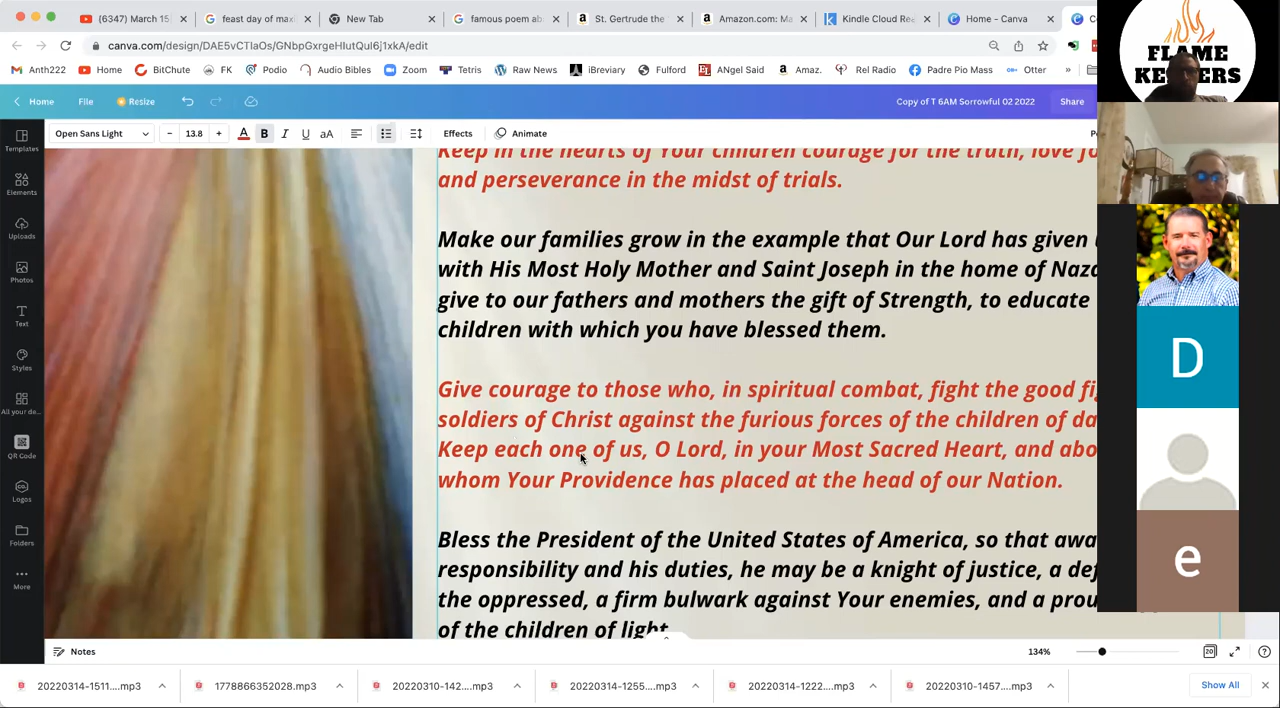 (6347) March 15
feast day of maxi
New Tab
famous poem ab
St. Gertrude the
Amazon.com: Ma
Kindle Cloud Rea
Home - Canva
canva.com/design/DAE5vCTIaOs/GNbpGxrgeHIutQuI6j1xkA/edit
Anth222 Home BitChute FK Podio Audio Bibles Zoom Tetris Raw News iBreviary Fulford ANgel Said Amaz. Rel Radio Padre Pio Mass Otter »
Home File Resize Copy of T 6AM Sorrowful 02 2022 Share
Open Sans Light − 13.8 + A B I U aA Effects Animate
Templates
Elements
Uploads
Photos
Text
Styles
All your de...
QR Code
Logos
Folders
More
Keep in the hearts of Your children courage for the truth, love fo
and perseverance in the midst of trials.
Make our families grow in the example that Our Lord has given
with His Most Holy Mother and Saint Joseph in the home of Naza
give to our fathers and mothers the gift of Strength, to educate
children with which you have blessed them.
Give courage to those who, in spiritual combat, fight the good fig
soldiers of Christ against the furious forces of the children of da
Keep each one of us, O Lord, in your Most Sacred Heart, and abo
whom Your Providence has placed at the head of our Nation.
Bless the President of the United States of America, so that awa
responsibility and his duties, he may be a knight of justice, a def
the oppressed, a firm bulwark against Your enemies, and a prou
of the children of light.
FLAME
KEEPERS
D
e
Notes 134% 20
20220314-1511....mp3
1778866352028.mp3
20220310-142....mp3
20220314-1255....mp3
20220314-1222....mp3
20220310-1457....mp3
Show All